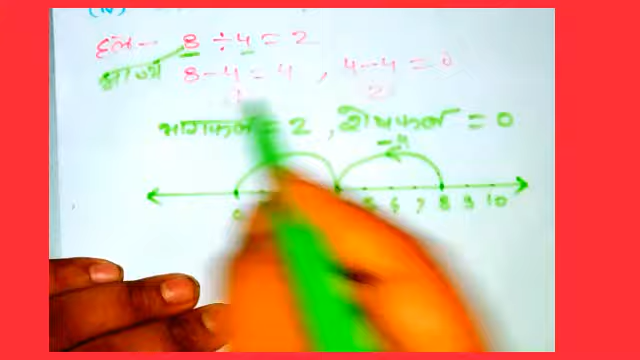 (iv)
हल- 8 ÷ 4 = 2
भाज्य 8 - 4 = 4 , 4 - 4 = 0
1 2
भागफल = 2 , शेषफल = 0
-4
0 5 6 7 8 9 10